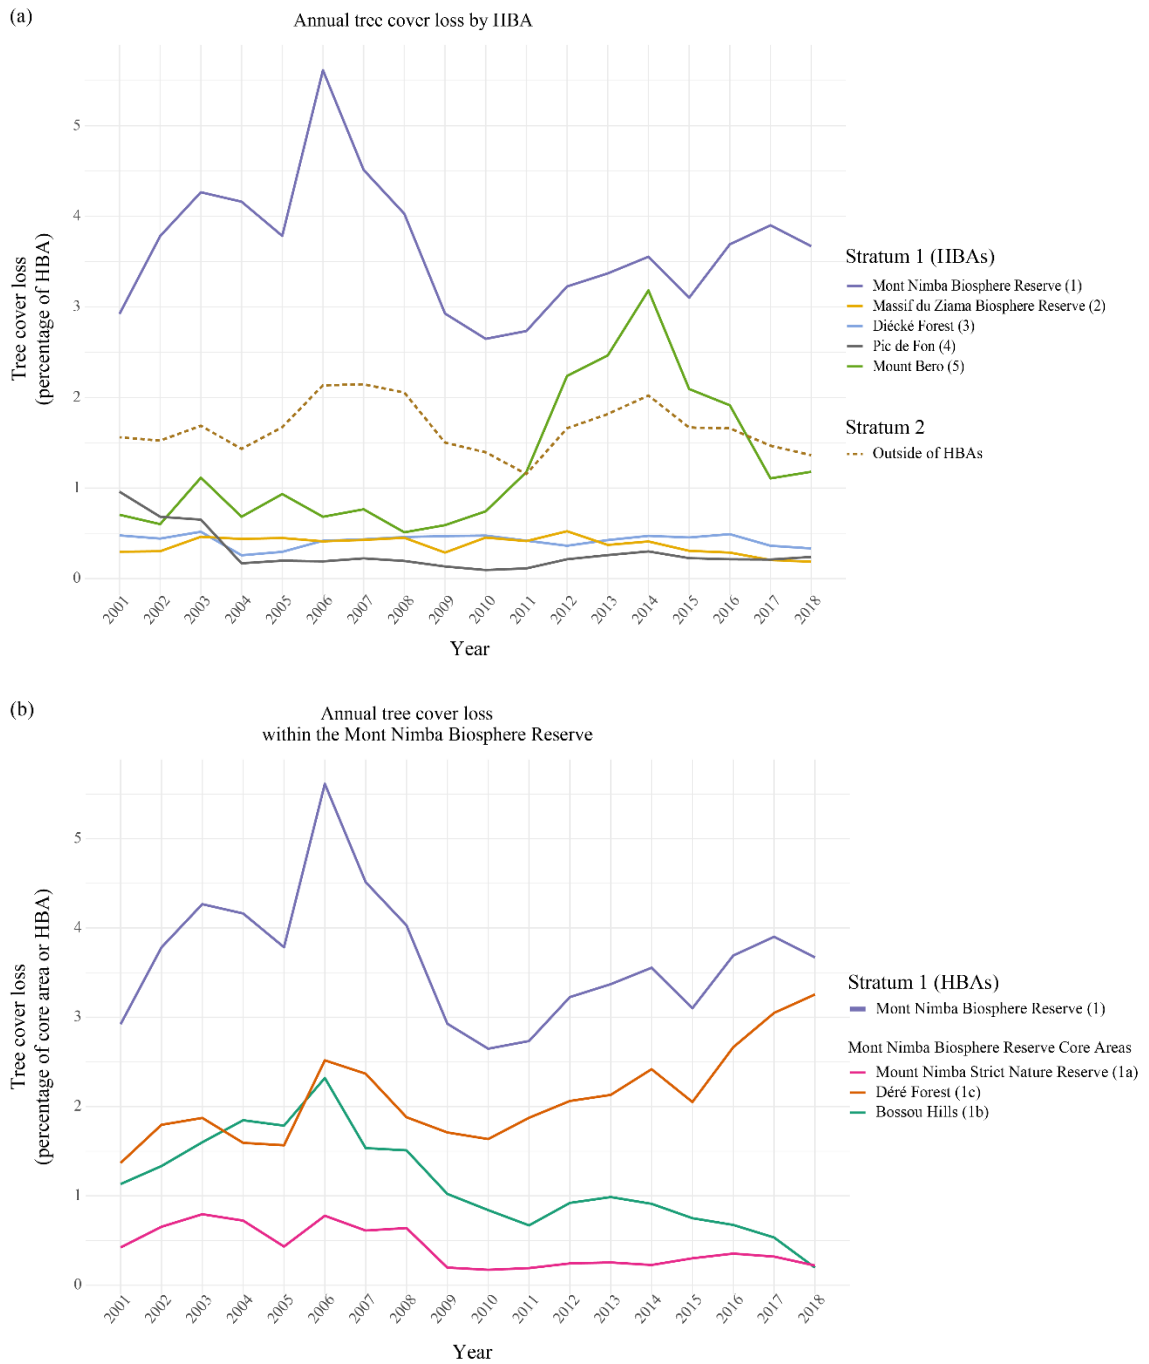 (a)
Annual tree cover loss by HBA
Tree cover loss
(percentage of HBA)
5
4
3
2
1
0
2001
2002
2003
2004
2005
2006
2007
2008
2009
2010
2011
2012
2013
2014
2015
2016
2017
2018
Year
Stratum 1 (HBAs)
Mont Nimba Biosphere Reserve (1)
Massif du Ziama Biosphere Reserve (2)
Diécké Forest (3)
Pic de Fon (4)
Mount Bero (5)
Stratum 2
Outside of HBAs
(b)
Annual tree cover loss
within the Mont Nimba Biosphere Reserve
Tree cover loss
(percentage of core area or HBA)
5
4
3
2
1
0
2001
2002
2003
2004
2005
2006
2007
2008
2009
2010
2011
2012
2013
2014
2015
2016
2017
2018
Year
Stratum 1 (HBAs)
Mont Nimba Biosphere Reserve (1)
Mont Nimba Biosphere Reserve Core Areas
Mount Nimba Strict Nature Reserve (1a)
Déré Forest (1c)
Bossou Hills (1b)